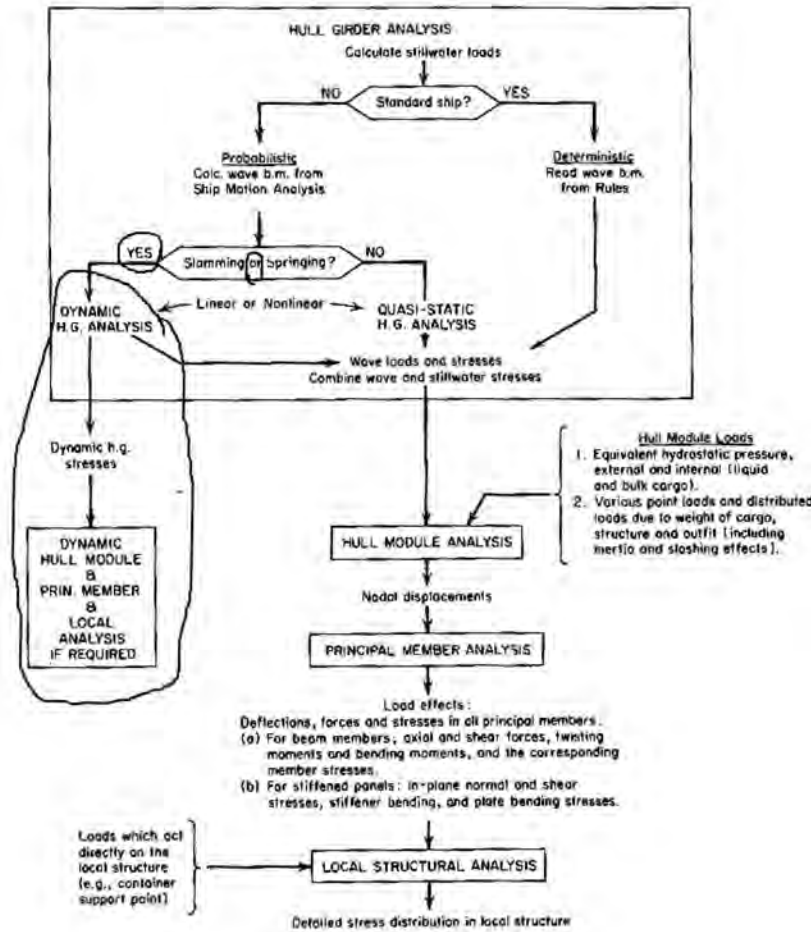 HULL GIRDER ANALYSIS
Calculate stillwater loads
NO
Standard ship?
YES
Probabilistic
Calc. wave b.m. from
Ship Motion Analysis
Deterministic
Read wave b.m.
from Rules
YES
Slamming or Springing?
NO
DYNAMIC
H.G. ANALYSIS
Linear or Nonlinear
QUASI-STATIC
H.G. ANALYSIS
Wave loads and stresses
Combine wave and stillwater stresses
Dynamic h.g.
stresses
Hull Module Loads
1. Equivalent hydrostatic pressure,
external and internal (liquid
and bulk cargo).
2. Various point loads and distributed
loads due to weight of cargo,
structure and outfit (including
inertia and sloshing effects).
DYNAMIC
HULL MODULE
&
PRIN. MEMBER
&
LOCAL
ANALYSIS
IF REQUIRED
HULL MODULE ANALYSIS
Nodal displacements
PRINCIPAL MEMBER ANALYSIS
Load effects:
Deflections, forces and stresses in all principal members.
(a) For beam members; axial and shear forces, twisting
moments and bending moments, and the corresponding
member stresses.
(b) For stiffened panels: in-plane normal and shear
stresses, stiffener bending, and plate bending stresses.
Loads which act
directly on the
local structure
(e.g., container
support point)
LOCAL STRUCTURAL ANALYSIS
Detailed stress distribution in local structure